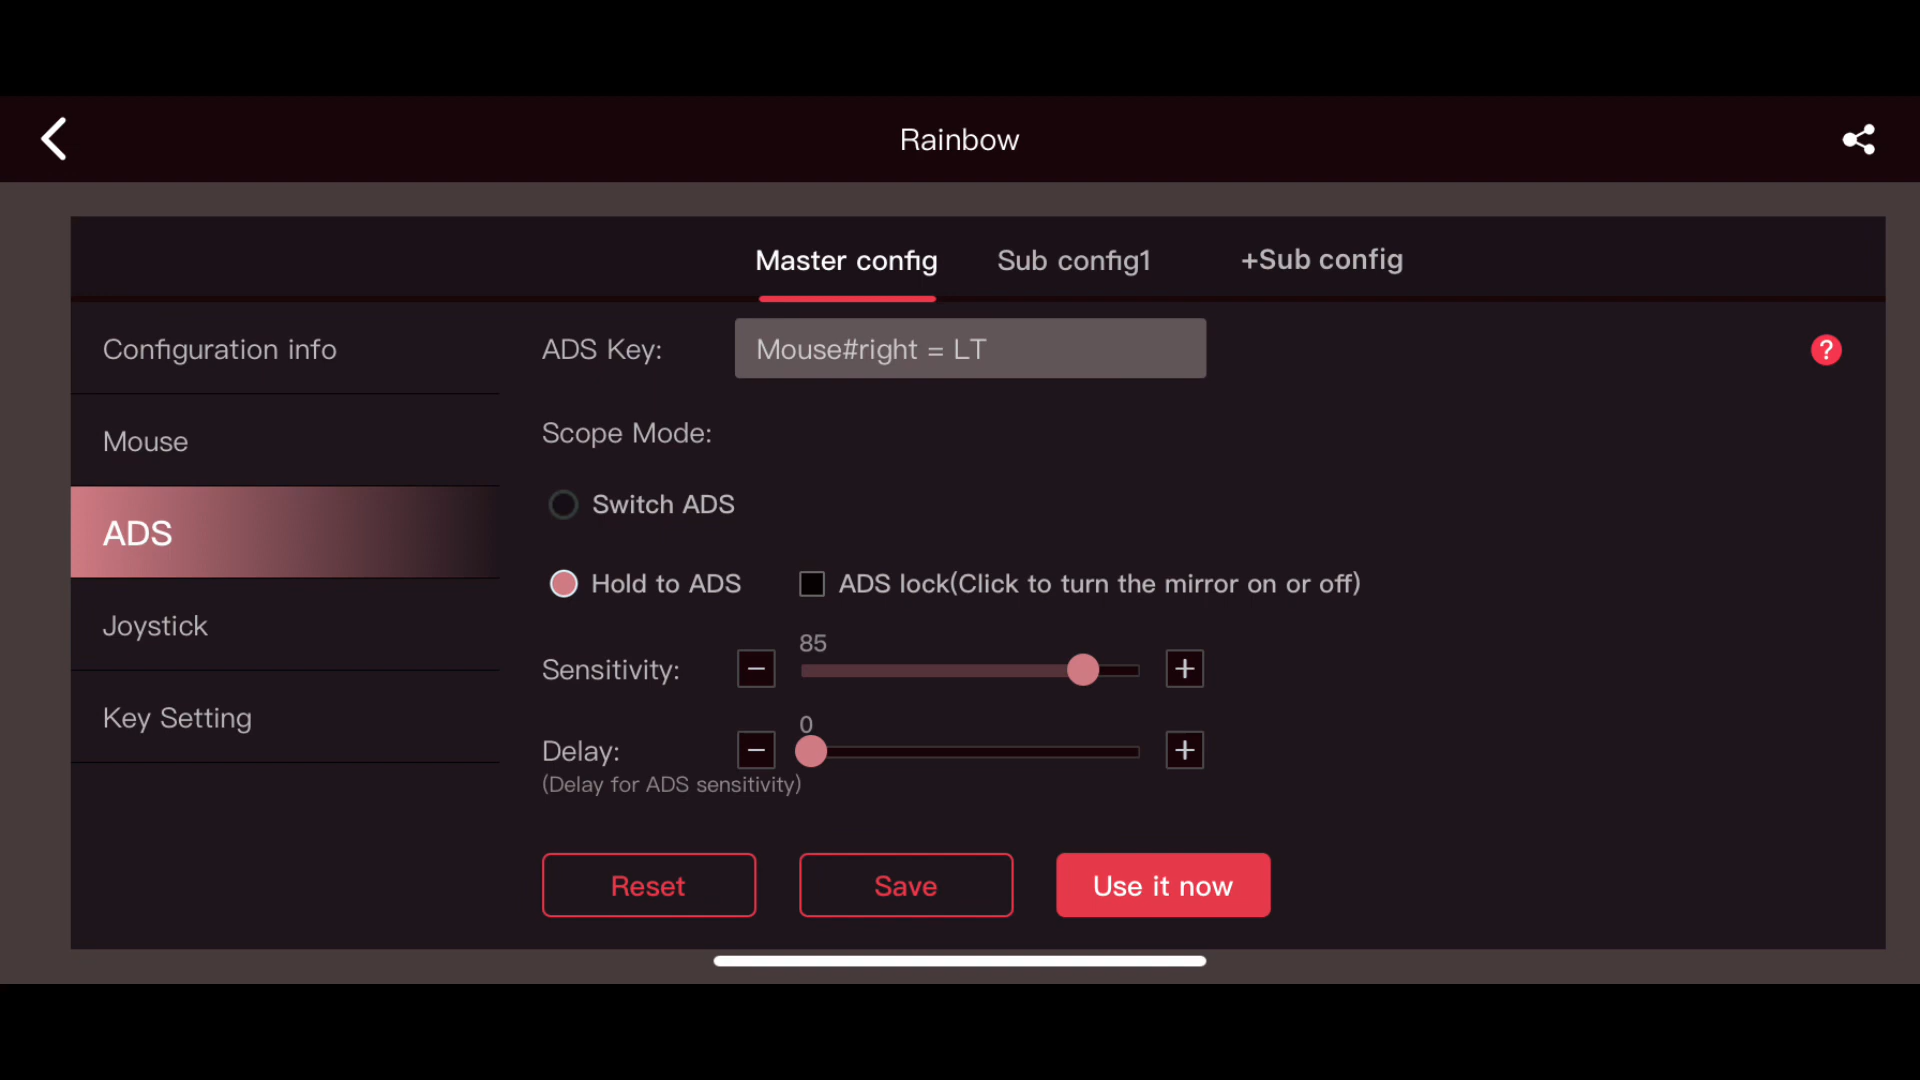 Rainbow
Master config
Sub config1
+Sub config
Configuration info
Mouse
ADS
Joystick
Key Setting
ADS Key:
Mouse#right = LT
?
Scope Mode:
Switch ADS
Hold to ADS
ADS lock(Click to turn the mirror on or off)
85
Sensitivity:
−
+
0
Delay:
−
+
(Delay for ADS sensitivity)
Reset
Save
Use it now